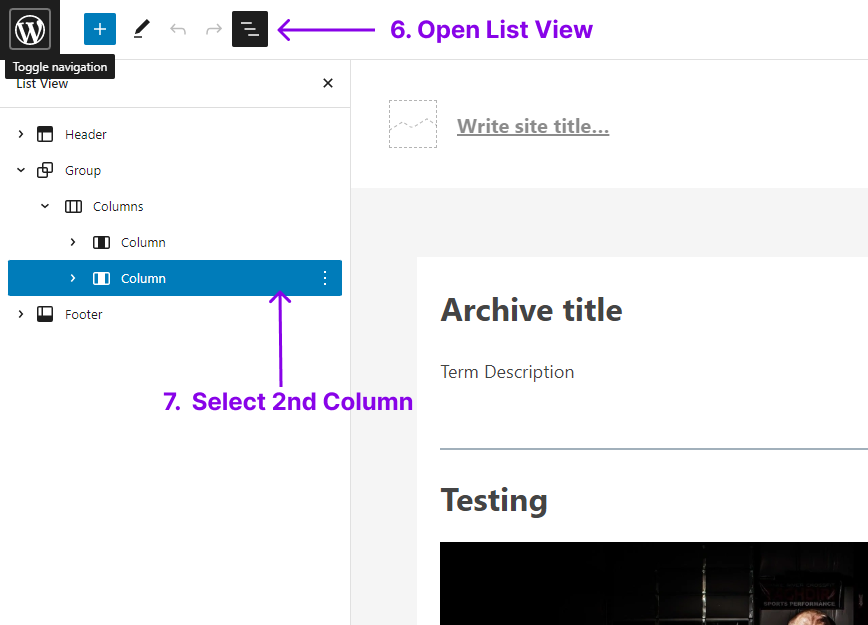 6. Open List View
Toggle navigation
List View
Header
Group
Columns
Column
Column
Footer
7. Select 2nd Column
Write site title...
Archive title
Term Description
Testing
SPORTS PERFORMANCE